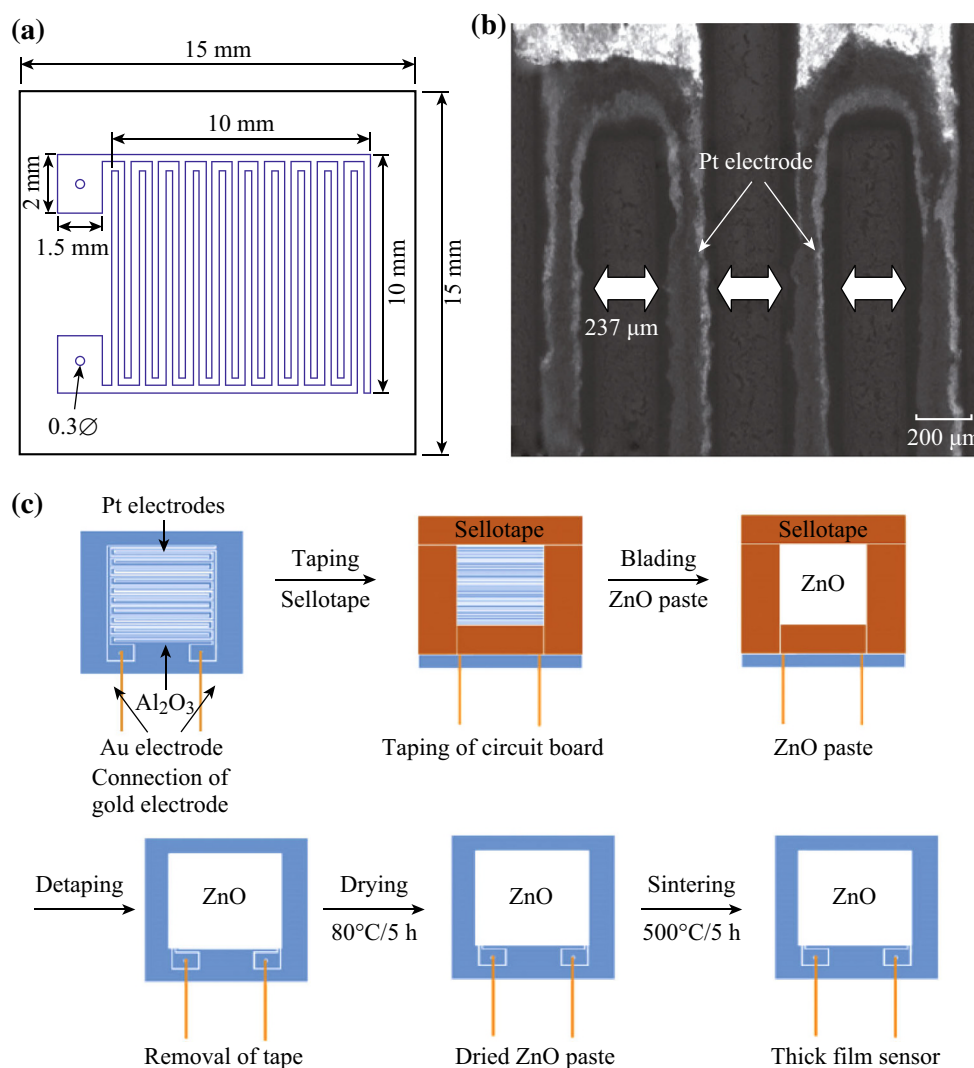 (a)
15 mm
10 mm
2 mm
1.5 mm
10 mm
15 mm
0.3∅
(b)
Pt electrode
237 μm
200 μm
(c)
Pt electrodes
Al₂O₃
Au electrode
Connection of
gold electrode
Taping
Sellotape
Sellotape
Taping of circuit board
Blading
ZnO paste
Sellotape
ZnO
ZnO paste
Detaping
ZnO
Removal of tape
Drying
80°C/5 h
ZnO
Dried ZnO paste
Sintering
500°C/5 h
ZnO
Thick film sensor